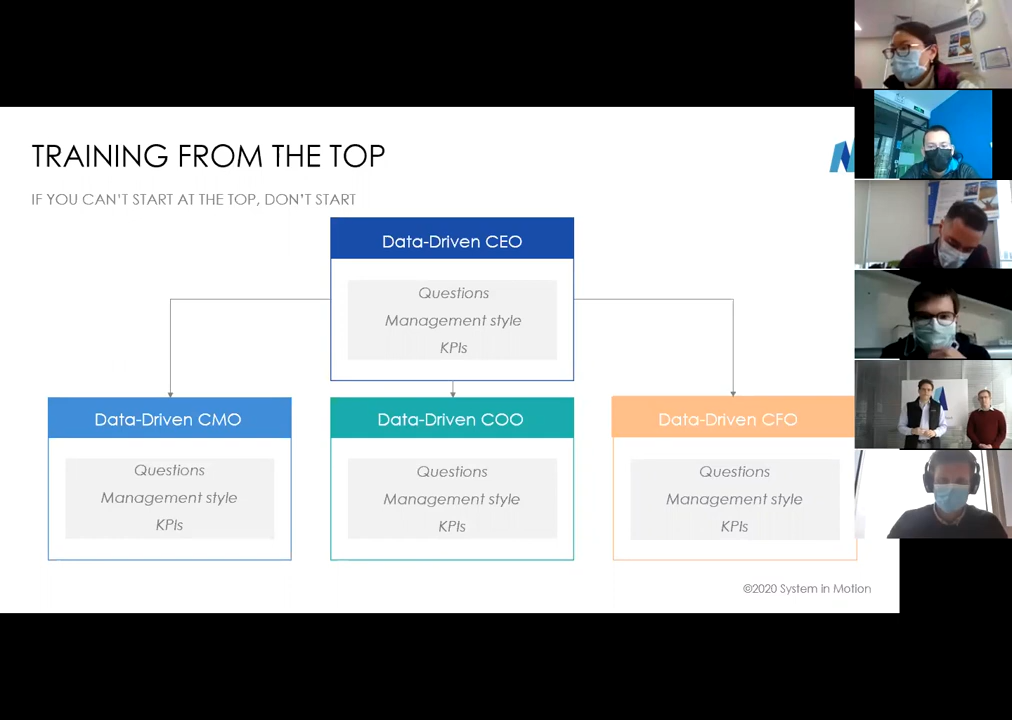 TRAINING FROM THE TOP
IF YOU CAN'T START AT THE TOP, DON'T START
Data-Driven CEO
Questions
Management style
KPIs
Data-Driven CMO
Questions
Management style
KPIs
Data-Driven COO
Questions
Management style
KPIs
Data-Driven CFO
Questions
Management style
KPIs
©2020 System in Motion